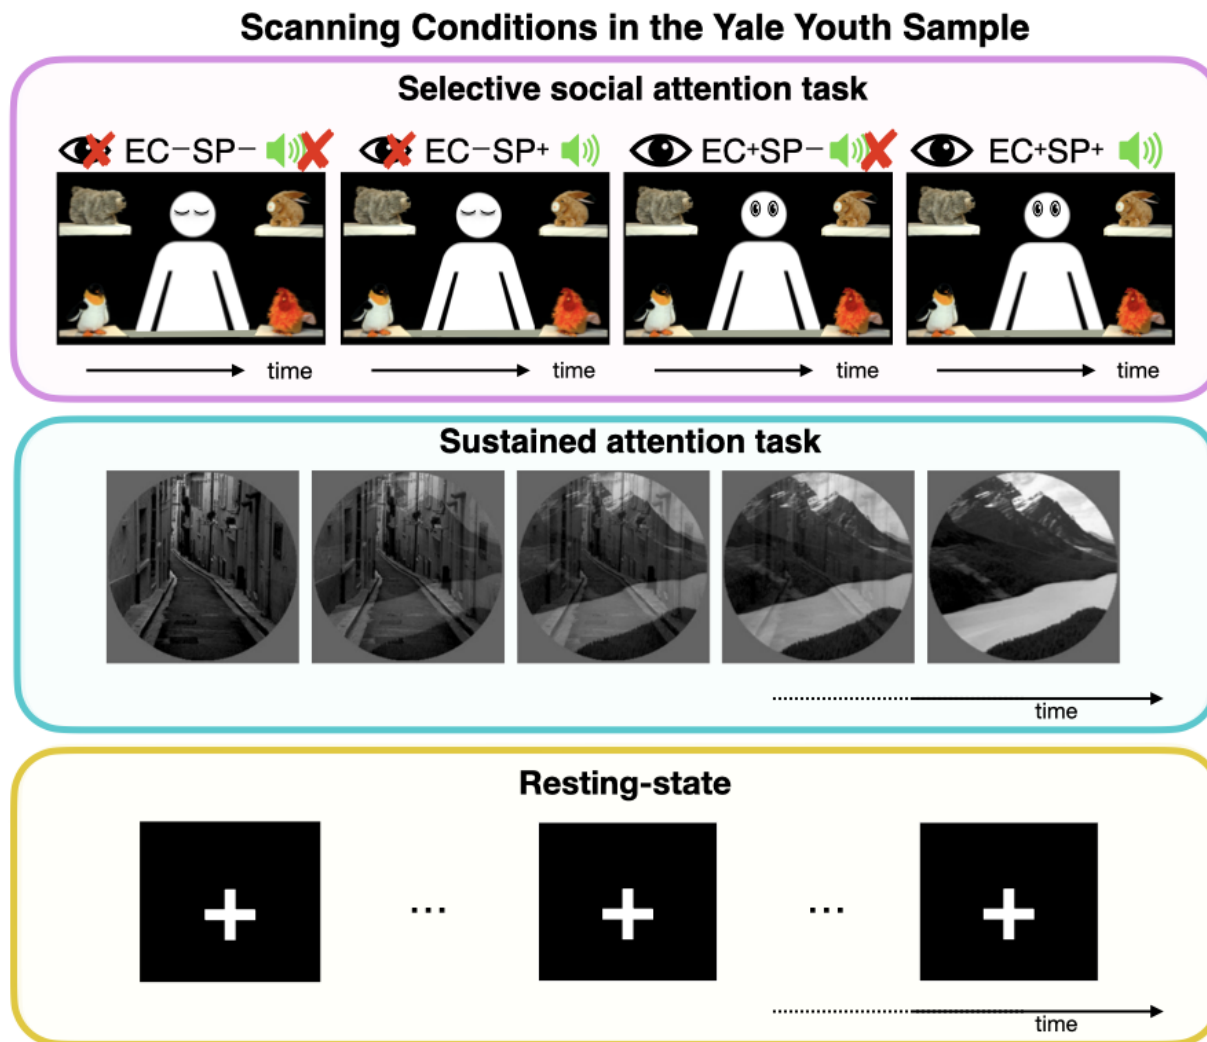 Scanning Conditions in the Yale Youth Sample
Selective social attention task
EC−SP− EC−SP+ EC+SP− EC+SP+
time time time time
Sustained attention task
time
Resting-state
... ...
time